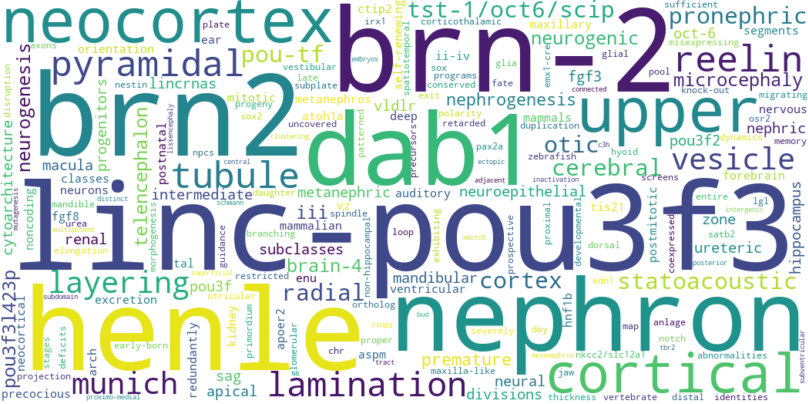 neocortex
brn-2
tst-1/oct6/scip
pronephric
pyramidal
pou-tf
neurogenic
oct-6
segments
reelin
microcephaly
brn2
lincrnas
nephrogenesis
fgf3
upper
dab1
neurogenesis
progenitors
telencephalon
otic
pou3f2
nephric
nervous
macula
tubule
vesicle
cerebral
cytoarchitecture
intermediate
metanephric
auditory
neuroepithelial
forebrain
linc-pou3f3
renal
iii
subclasses
mammalian
brain-4
zone
ureteric
hippocampus
layering
radial
cortex
mandibular
ventricular
statoacoustic
henle
nephron
cortical
pou3f31423p
neocortical
excretion
pou3f
premature
munich
lamination
sag
apical
aspm
neural
divisions
precocious
plate
ear
orientation
ctip2
irx1
corticothalamic
maxillary
self-renewing
spatiotemporal
ii-iv
glia
glial
sox
programs
conserved
fate
emx1-cre
pool
connected
knock-out
misexpressing
migrating
sufficient
axons
vestibular
late
subplate
nestin
mitotic
progeny
metanephros
sox2
atoh1a
uncovered
vldlr
exit
polarity
retarded
mammals
duplication
pax2a
ectopic
adjacent
zebrafish
c3h
hyoid
inactivation
screens
osr2
dynamics
memory
disruption
mutagenesis
lissencephaly
embryos
postnatal
npcs
central
clustering
patterned
deep
precursors
classes
neurons
mandible
noncoding
fgf8
urea
distinct
multipotent
elongation
morphogenesis
schwann
daughter
VZ
spindle
branching
guidance
restricted
enu
loop
exhibiting
switch
prospective
proximal
developmental
dorsal
tis21
postmitotic
coexpressed
entire
lgl1
intergenic
satb2
posterior
edn1
hnf1b
map
anlage
notch
tbr2
nkcc2/slc12a1
abnormalities
jaw
thickness
vertebrate
distal
identities
subventricular
mesonephros
day
severely
bud
rnas
proper
tract
ortholog
apoer2
primordium
glomerular
chr
utricular
superficial
kidney
redundantly
early-born
subdomain
stages
deficits
projection
arch
proximo-medial
maxilla-like